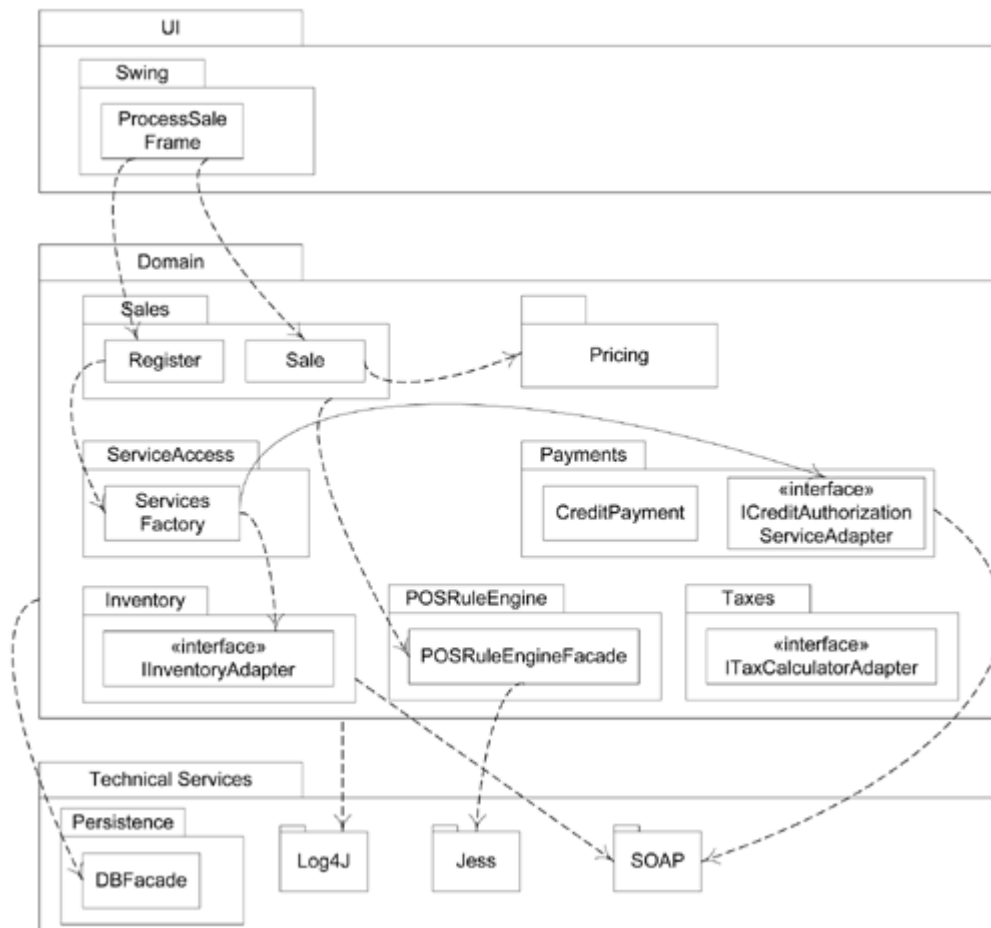 UI
Swing
ProcessSale
Frame
Domain
Sales
Register
Sale
Pricing
ServiceAccess
Services
Factory
Payments
CreditPayment
«interface»
ICreditAuthorization
ServiceAdapter
Inventory
«interface»
IInventoryAdapter
POSRuleEngine
POSRuleEngineFacade
Taxes
«interface»
ITaxCalculatorAdapter
Technical Services
Persistence
DBFacade
Log4J
Jess
SOAP